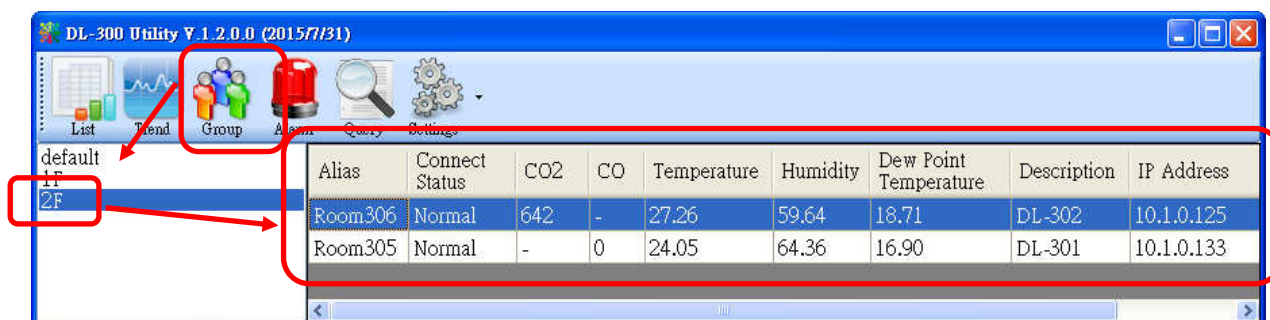 DL-300 Utility V.1.2.0.0 (2015/7/31)
List Trend Group Alarm Query Settings
default
1F
2F
Alias Connect Status CO2 CO Temperature Humidity Dew Point Temperature Description IP Address
Room306 Normal 642 - 27.26 59.64 18.71 DL-302 10.1.0.125
Room305 Normal - 0 24.05 64.36 16.90 DL-301 10.1.0.133